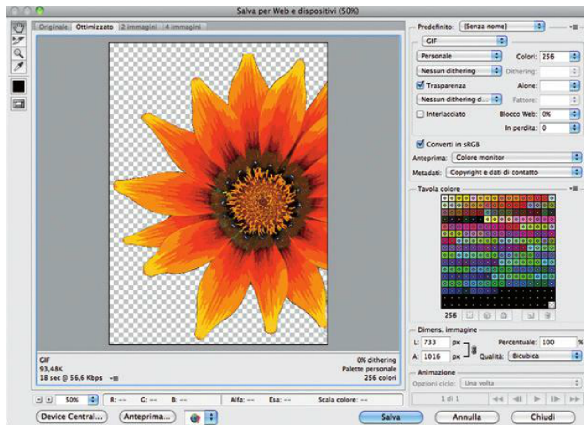 Salva per Web e dispositivi (50%)
Originale Ottimizzato 2 immagini 4 immagini
Predefinito: [Senza nome]
GIF
Personale Colori: 256
Nessun dithering Dithering:
Trasparenza Alone:
Nessun dithering d... Fattore:
Interlacciato Blocco Web: 0%
In perdita: 0
Converti in sRGB
Anteprima: Colore monitor
Metadati: Copyright e dati di contatto
Tavola colore
256
Dimens. immagine
L: 733 px Percentuale: 100 %
A: 1016 px Qualità: Bicubica
Animazione
Opzioni ciclo: Una volta
1 di 1
GIF 0% dithering
93,48K Palette personale
18 sec @ 56,6 Kbps 256 colori
50% R: -- G: -- B: -- Alfa: -- Esa: -- Scala colore: --
Device Central... Anteprima... Salva Annulla Chiudi